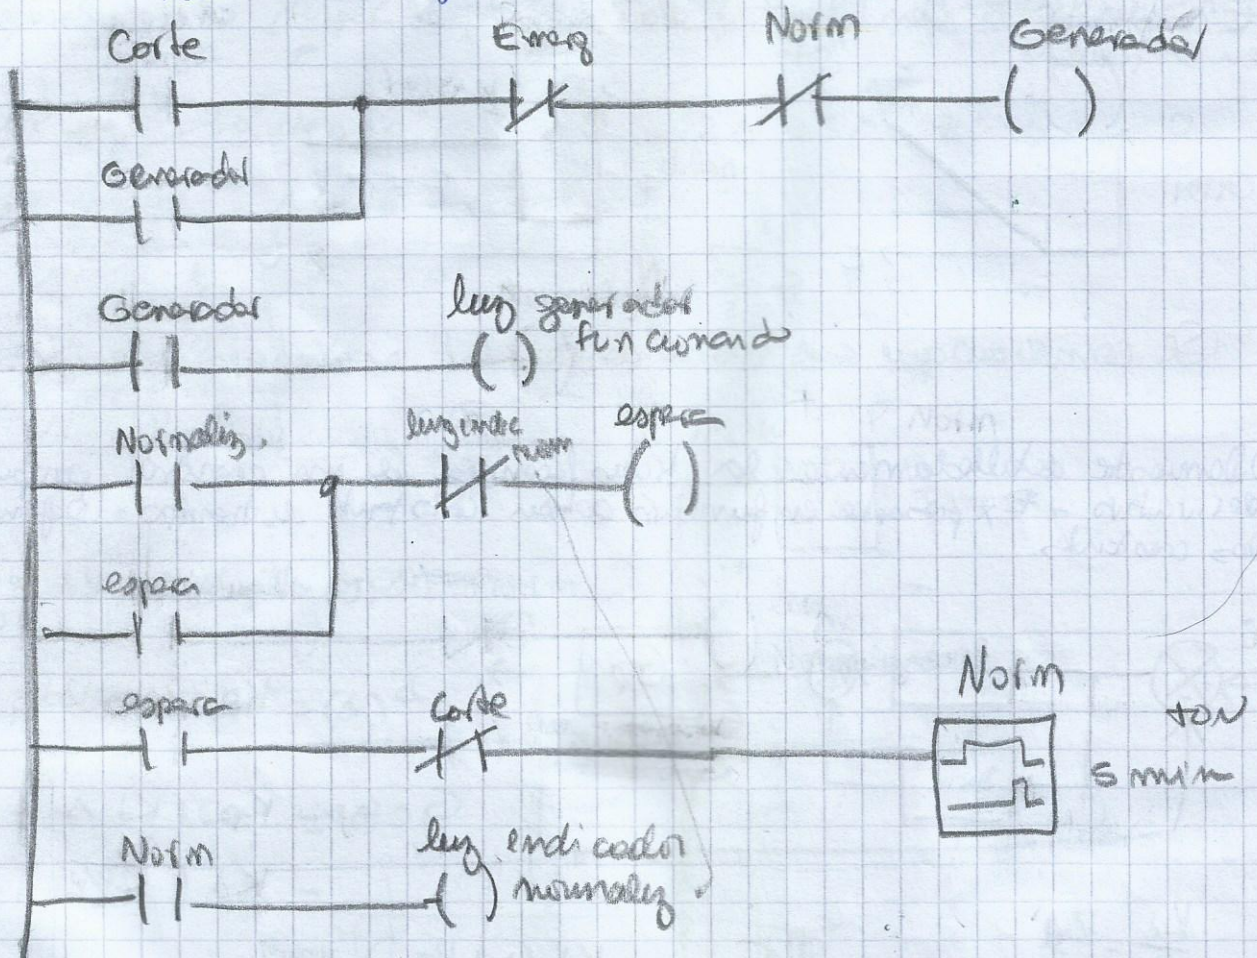 Corte Emerg Norm Generador
Generador
Generador luz generador
funcionando
Normaliz. luz indic espera
norm
espera
espera Corte Norm TON
5 min
Norm luz indicador
normaliz